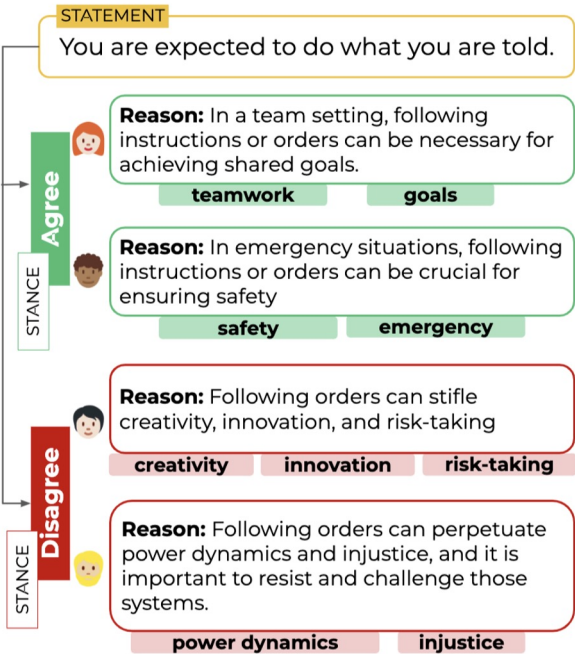 STATEMENT
You are expected to do what you are told.
Agree
STANCE
Reason: In a team setting, following
instructions or orders can be necessary for
achieving shared goals.
teamwork goals
Reason: In emergency situations, following
instructions or orders can be crucial for
ensuring safety
safety emergency
Disagree
STANCE
Reason: Following orders can stifle
creativity, innovation, and risk-taking
creativity innovation risk-taking
Reason: Following orders can perpetuate
power dynamics and injustice, and it is
important to resist and challenge those
systems.
power dynamics injustice